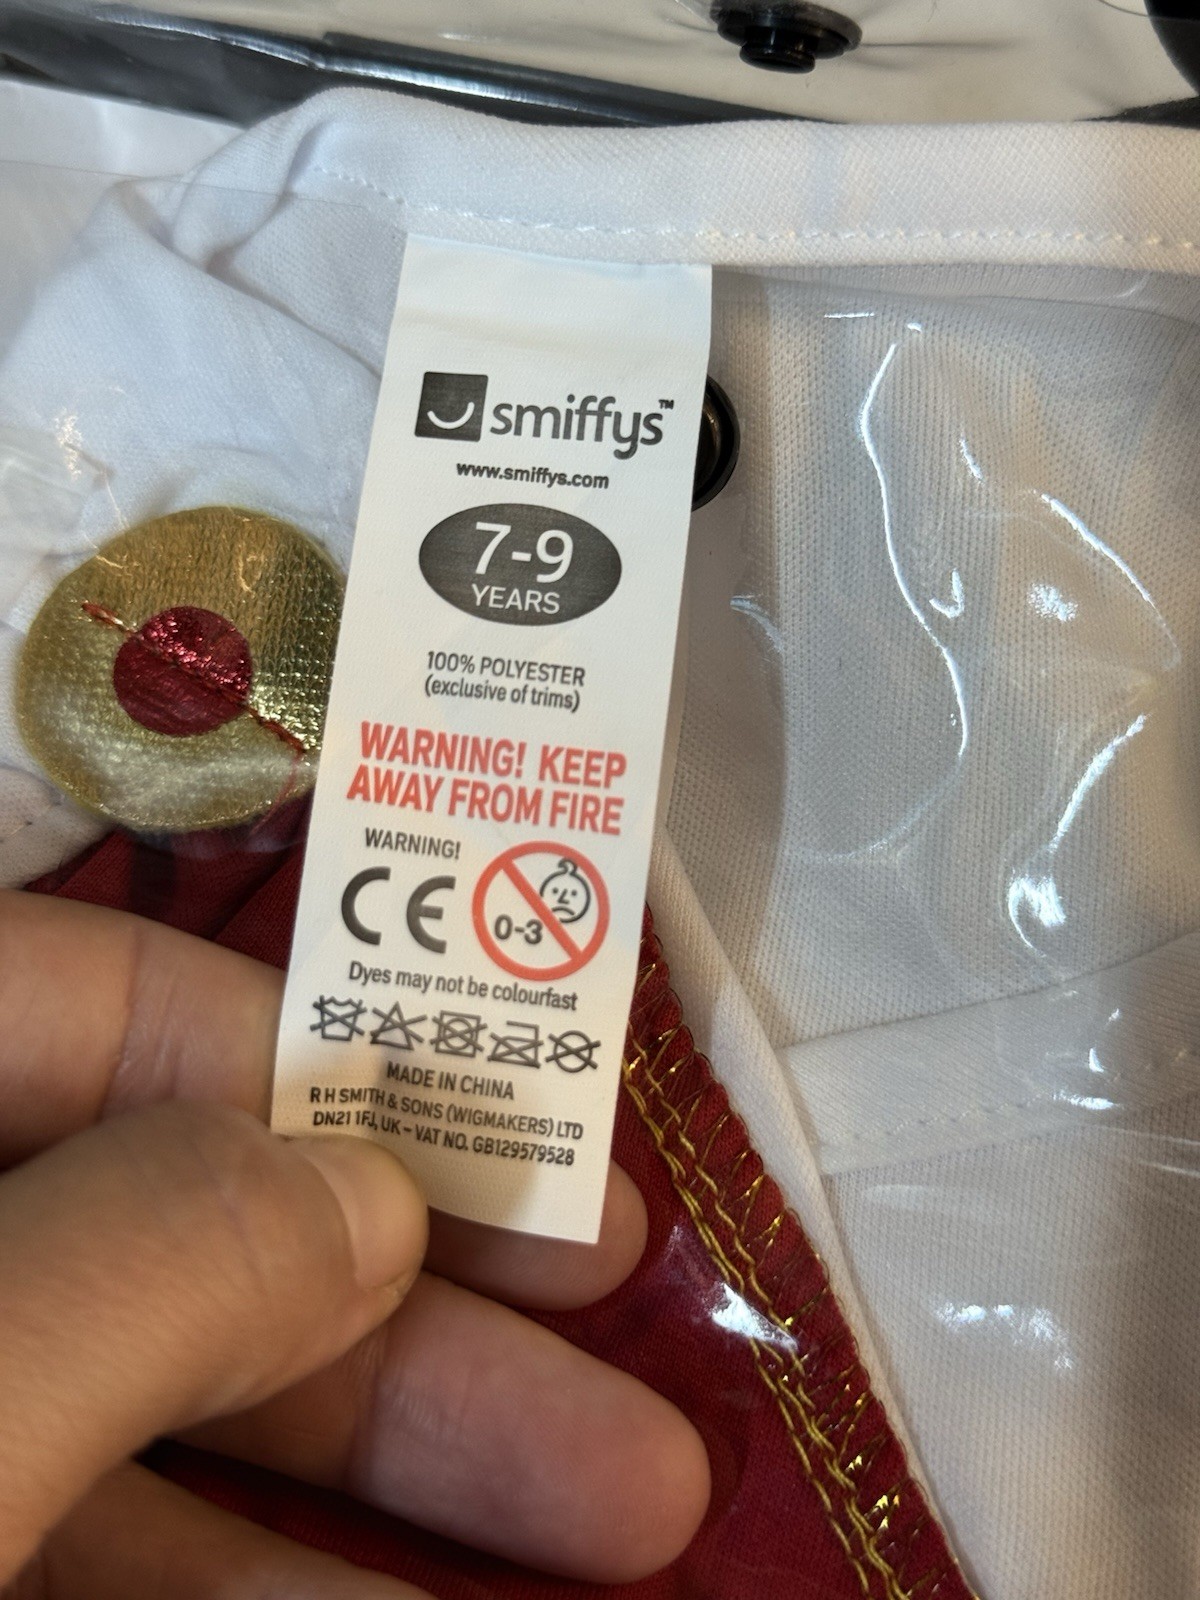 smiffys™
www.smiffys.com
7-9
YEARS
100% POLYESTER
(exclusive of trims)
WARNING! KEEP
AWAY FROM FIRE
WARNING!
CE
0-3
Dyes may not be colourfast
MADE IN CHINA
R H SMITH & SONS (WIGMAKERS) LTD
DN21 1FJ, UK – VAT NO. GB129579528